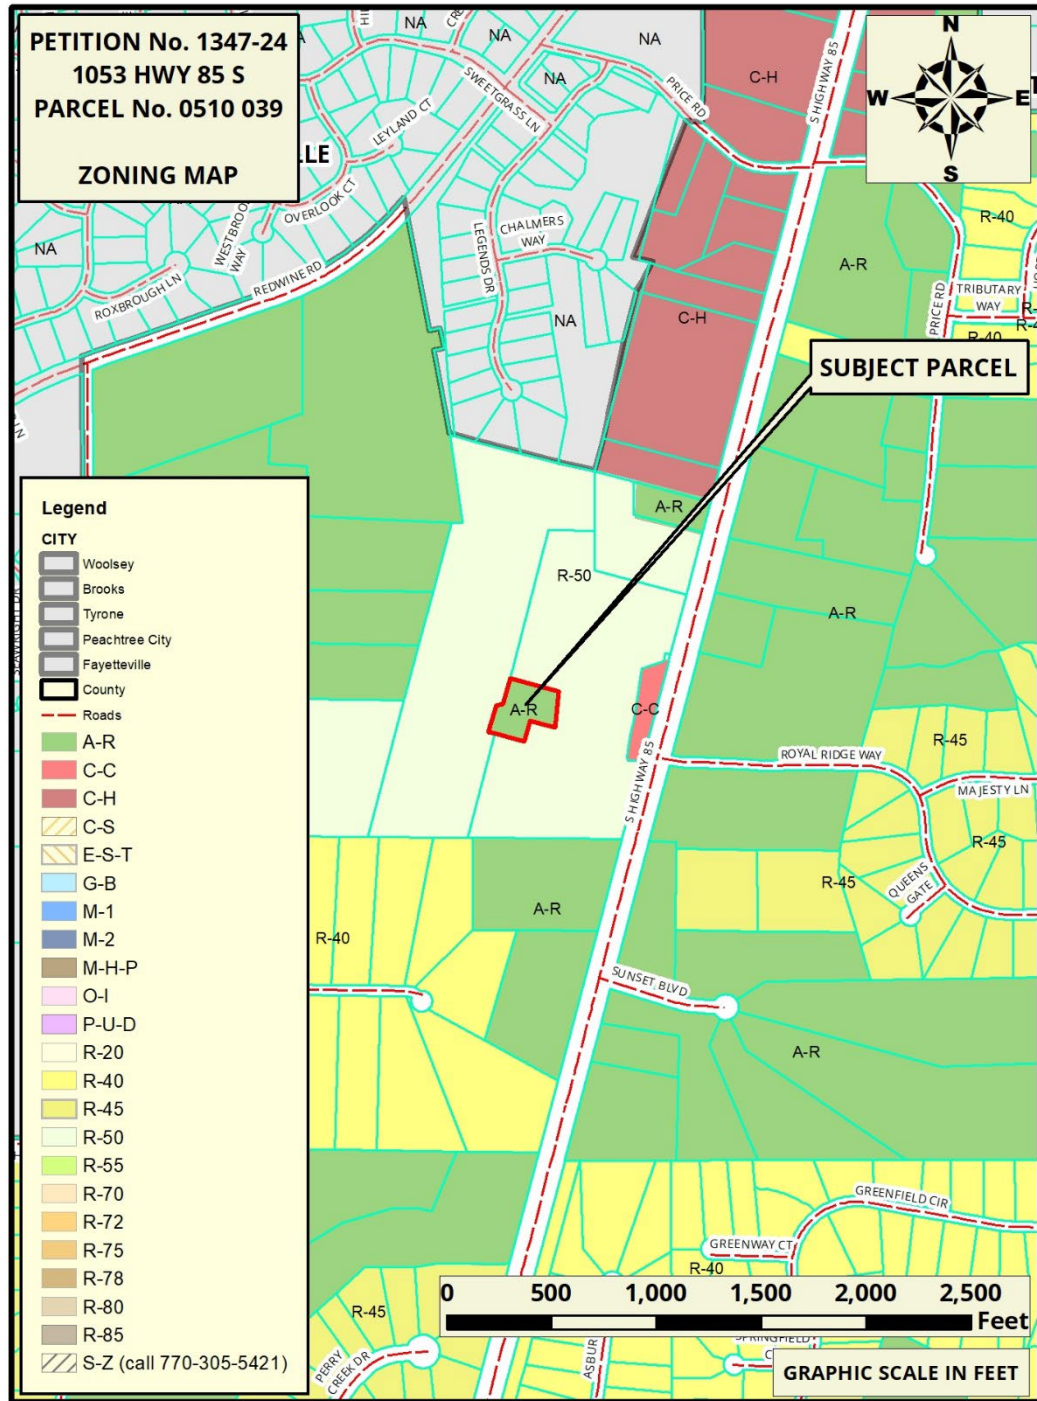 PETITION No. 1347-24
1053 HWY 85 S
PARCEL No. 0510 039
ZONING MAP
LLE
N
W
E
S
NA
NA
NA
NA
NA
NA
C-H
S HIGHWAY 85
PRICE RD
SWEETGRASS LN
LEYLAND CT
OVERLOOK CT
WESTBROOK
WAY
ROXBROUGH LN
REDWINE RD
LEGENDS DR
CHALMERS
WAY
C-H
A-R
R-40
TRIBUTARY
WAY
PRICE RD
R-40
SUBJECT PARCEL
A-R
R-50
A-R
A-R
C-C
S HIGHWAY 85
ROYAL RIDGE WAY
R-45
MAJESTY LN
R-45
R-45
QUEENS
GATE
A-R
R-40
SUNSET BLVD
A-R
GREENFIELD CIR
GREENWAY CT
R-40
R-45
PERRY
CREEK DR
ASBUR
SPRINGFIELD
Legend
CITY
Woolsey
Brooks
Tyrone
Peachtree City
Fayetteville
County
Roads
A-R
C-C
C-H
C-S
E-S-T
G-B
M-1
M-2
M-H-P
O-I
P-U-D
R-20
R-40
R-45
R-50
R-55
R-70
R-72
R-75
R-78
R-80
R-85
S-Z (call 770-305-5421)
0 500 1,000 1,500 2,000 2,500
Feet
GRAPHIC SCALE IN FEET